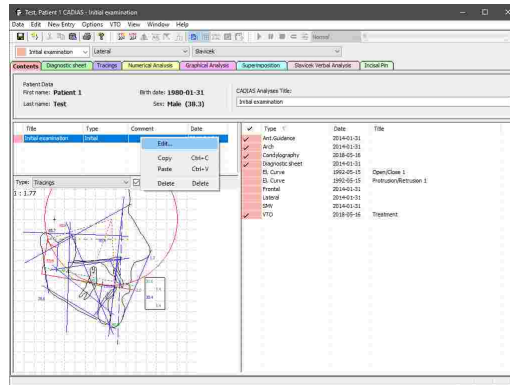 Test, Patient 1 CADIAS - Initial examination
Data Edit New Entry Options VTO View Window Help
Normal
Initial examination Lateral Slavicek
Contents Diagnostic sheet Tracings Numerical Analysis Graphical Analysis Superimposition Slavicek Verbal Analysis Incisal Pin
Patient Data
First name: Patient 1 Birth date: 1980-01-31 CADIAS Analyses Title:
Last name: Test Sex: Male (38.3) Initial examination
Title Type Comment Date
Initial examination Initial
Edit...
Copy Ctrl+C
Paste Ctrl+V
Delete Delete
Type: Tracings
1 : 1.77
Type Date Title
Ant.Guidance 2014-01-31
Arch 2014-01-31
Condylography 2018-05-16
Diagnostic sheet 2014-01-31
EL Curve 1992-05-15 Open/Close 1
EL Curve 1992-05-15 Protrusion/Retrusion 1
Frontal 2014-01-31
Lateral 2014-01-31
SMV 2014-01-31
VTO 2018-05-16 Treatment